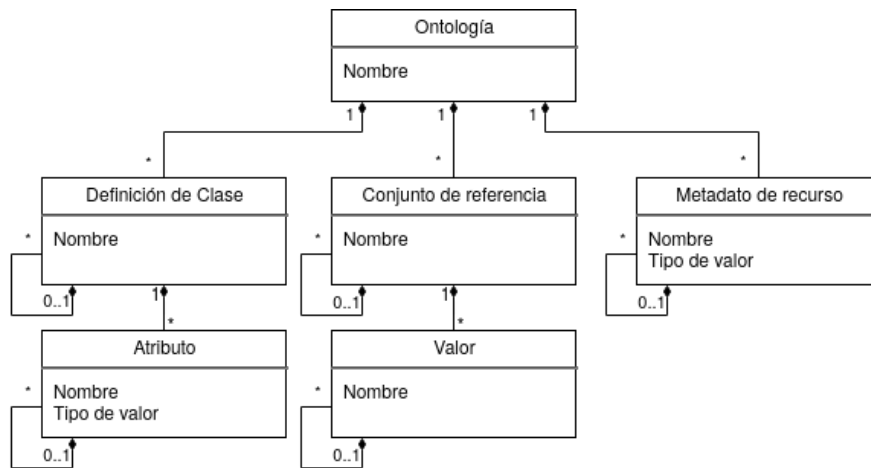 Ontología
Nombre
1 1 1
* * *
Definición de Clase
Nombre
*
0..1 1
*
Conjunto de referencia
Nombre
*
0..1 1
*
Metadato de recurso
Nombre
Tipo de valor
*
0..1
Atributo
Nombre
Tipo de valor
*
0..1
Valor
Nombre
*
0..1